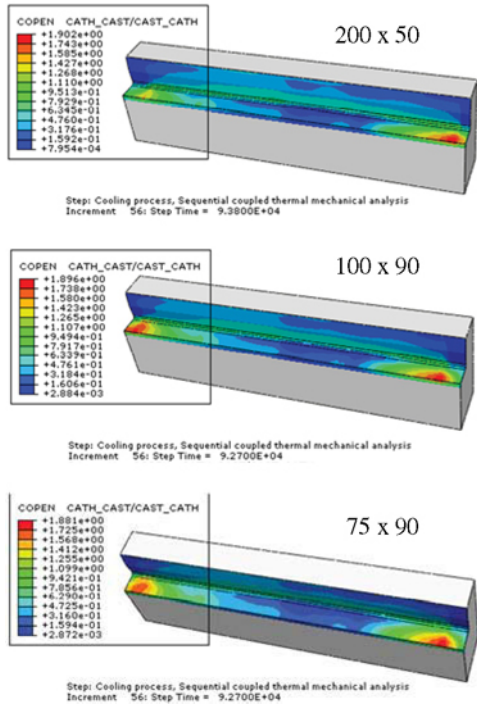 COPEN CATH_CAST/CAST_CATH
+1.902e+00
+1.743e+00
+1.585e+00
+1.427e+00
+1.268e+00
+1.110e+00
+9.513e-01
+7.929e-01
+6.345e-01
+4.760e-01
+3.176e-01
+1.592e-01
+7.954e-04
200 x 50
Step: Cooling process, Sequential coupled thermal mechanical analysis
Increment 56: Step Time = 9.3800E+04
COPEN CATH_CAST/CAST_CATH
+1.896e+00
+1.738e+00
+1.580e+00
+1.423e+00
+1.265e+00
+1.107e+00
+9.494e-01
+7.917e-01
+6.339e-01
+4.761e-01
+3.184e-01
+1.606e-01
+2.884e-03
100 x 90
Step: Cooling process, Sequential coupled thermal mechanical analysis
Increment 56: Step Time = 9.2700E+04
COPEN CATH_CAST/CAST_CATH
+1.881e+00
+1.725e+00
+1.568e+00
+1.412e+00
+1.255e+00
+1.099e+00
+9.421e-01
+7.856e-01
+6.290e-01
+4.725e-01
+3.160e-01
+1.594e-01
+2.872e-03
75 x 90
Step: Cooling process, Sequential coupled thermal mechanical analysis
Increment 56: Step Time = 9.2700E+04